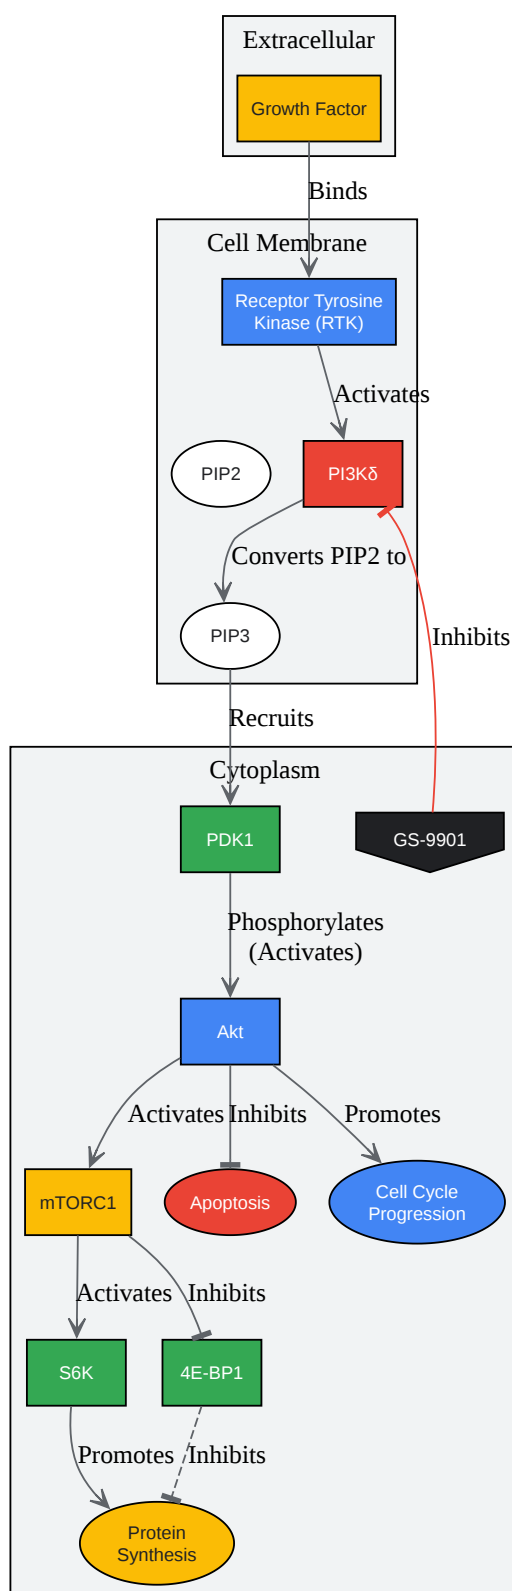 Extracellular
Growth Factor
Binds
Cell Membrane
Receptor Tyrosine
Kinase (RTK)
Activates
PIP2
PI3Kδ
Converts PIP2 to
PIP3
Inhibits
Recruits
Cytoplasm
PDK1
GS-9901
Phosphorylates
(Activates)
Akt
Activates
Inhibits
Promotes
mTORC1
Apoptosis
Cell Cycle
Progression
Activates
Inhibits
S6K
4E-BP1
Promotes
Inhibits
Protein
Synthesis